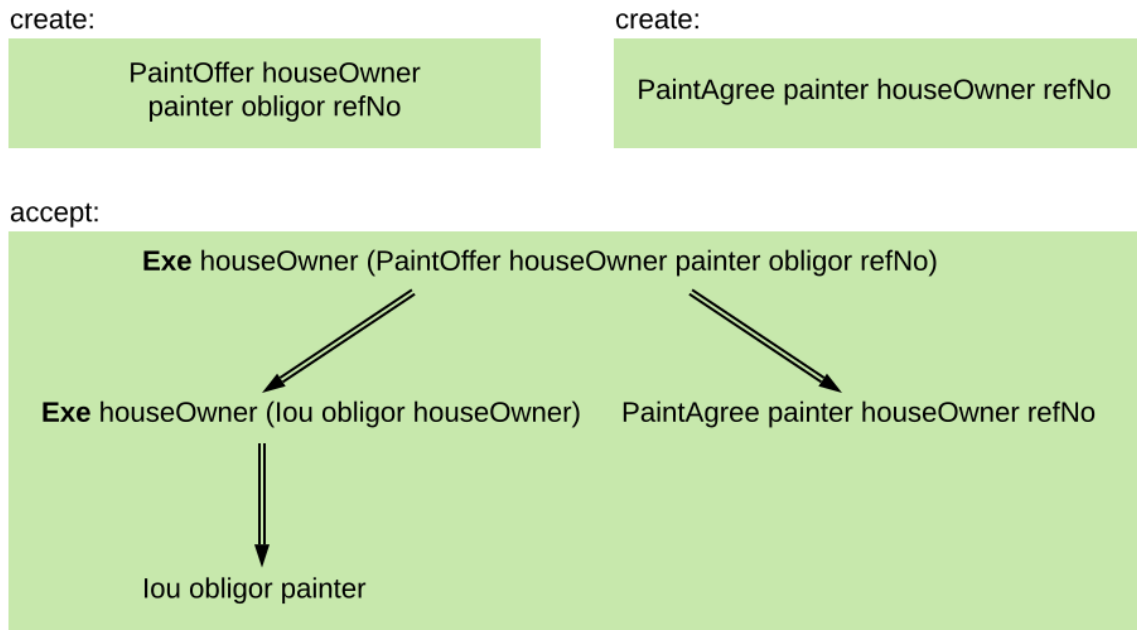 create:
create:
PaintOffer houseOwner
painter obligor refNo
PaintAgree painter houseOwner refNo
accept:
Exe houseOwner (PaintOffer houseOwner painter obligor refNo)
Exe houseOwner (Iou obligor houseOwner)
PaintAgree painter houseOwner refNo
Iou obligor painter